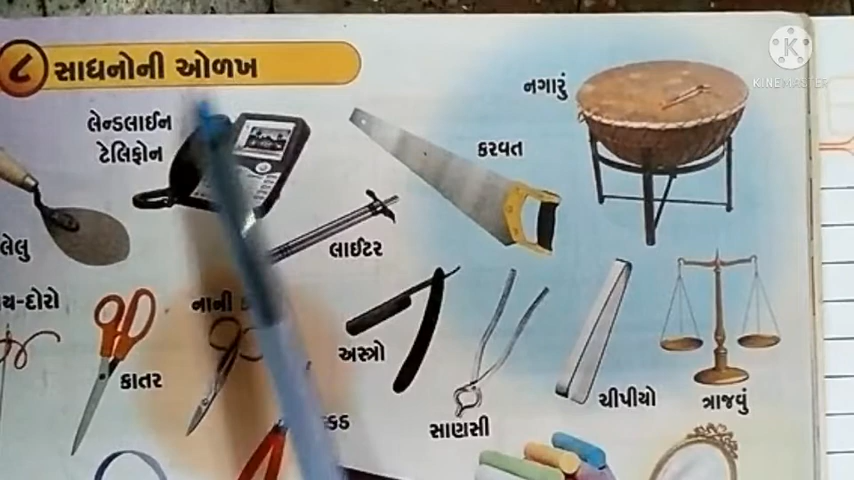 ૮ સાધનોની ઓળખ
લેન્ડલાઈન
ટેલિફોન
નગારું
કરવત
લાઈટર
દોરો
કાતર
નાની
અસ્ત્રો
સાણસી
ચીપીયો
ત્રાજવું
KINEMASTER